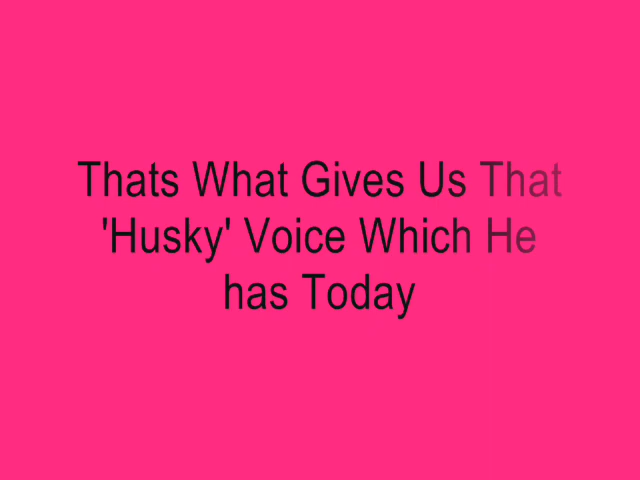 Thats What Gives Us That
'Husky' Voice Which He
has Today